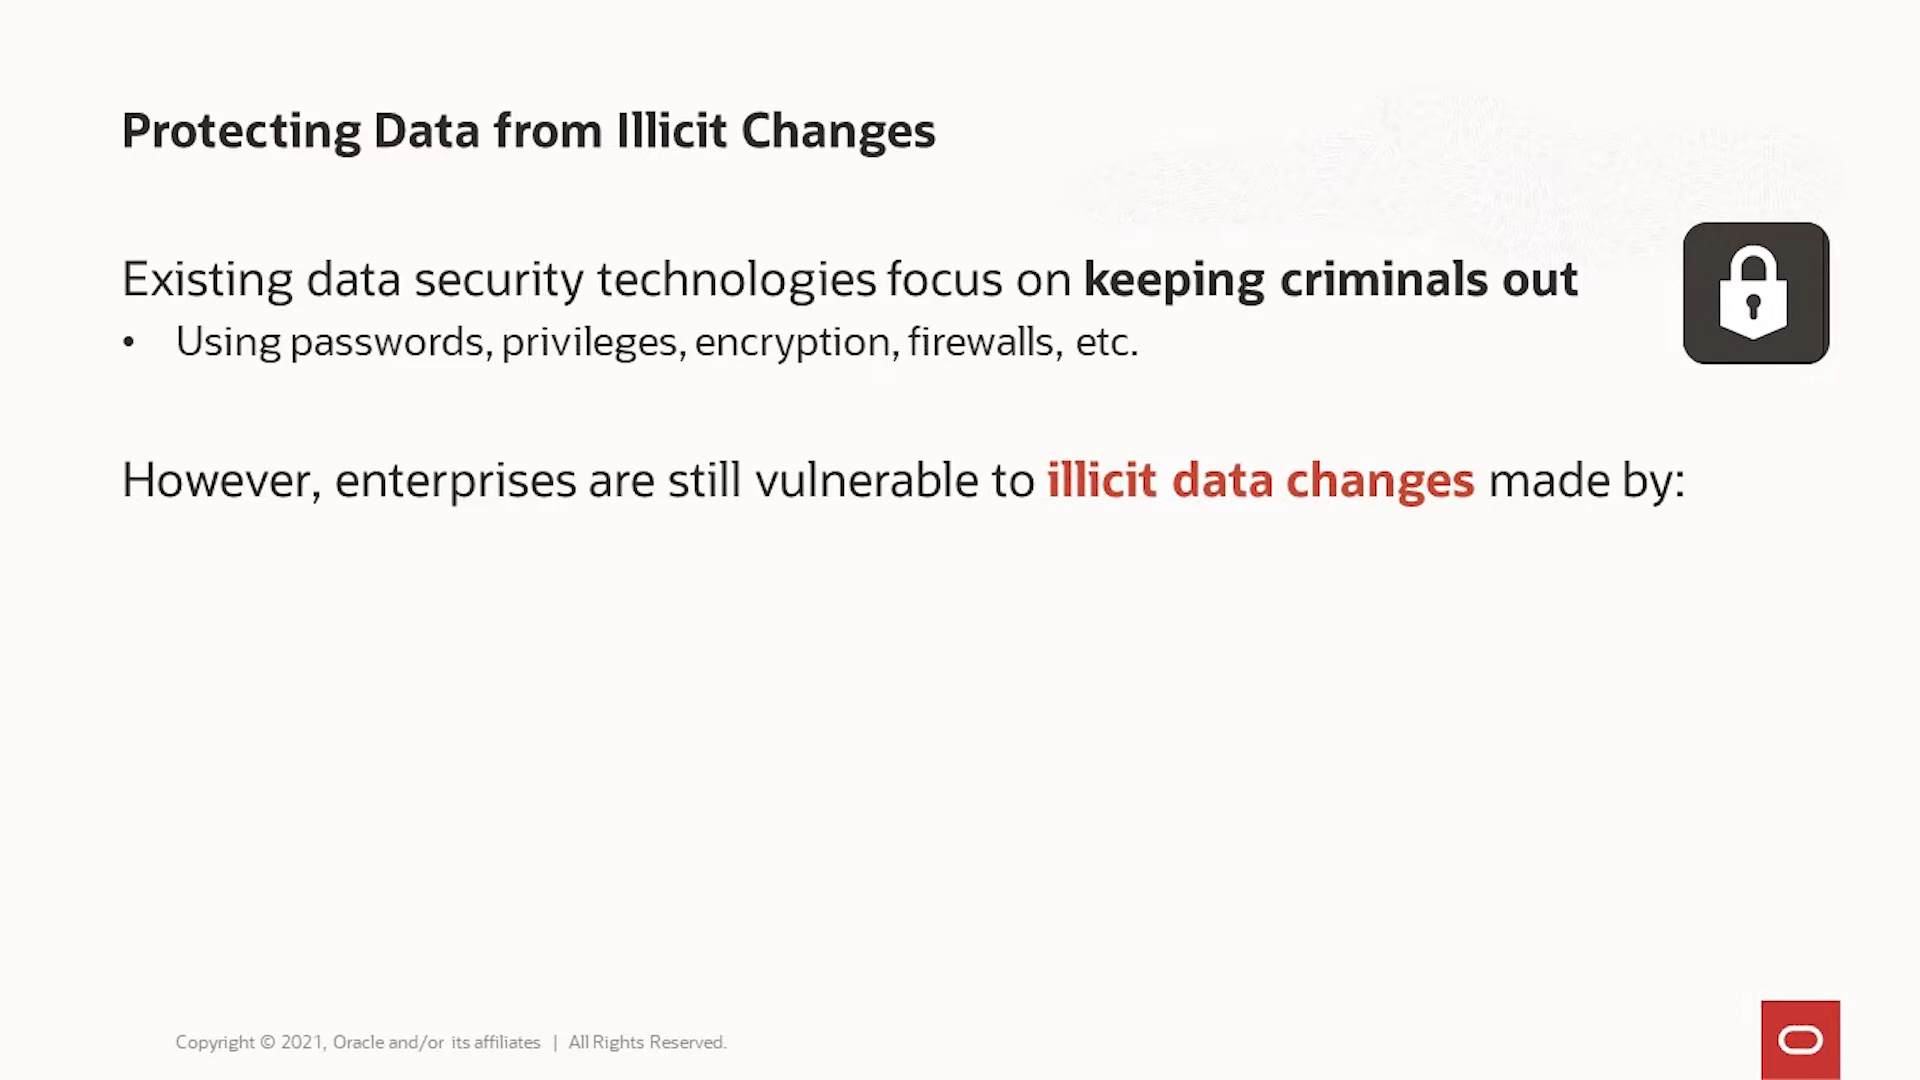 Protecting Data from Illicit Changes
Existing data security technologies focus on keeping criminals out
• Using passwords, privileges, encryption, firewalls, etc.
However, enterprises are still vulnerable to illicit data changes made by:
Copyright © 2021, Oracle and/or its affiliates | All Rights Reserved.